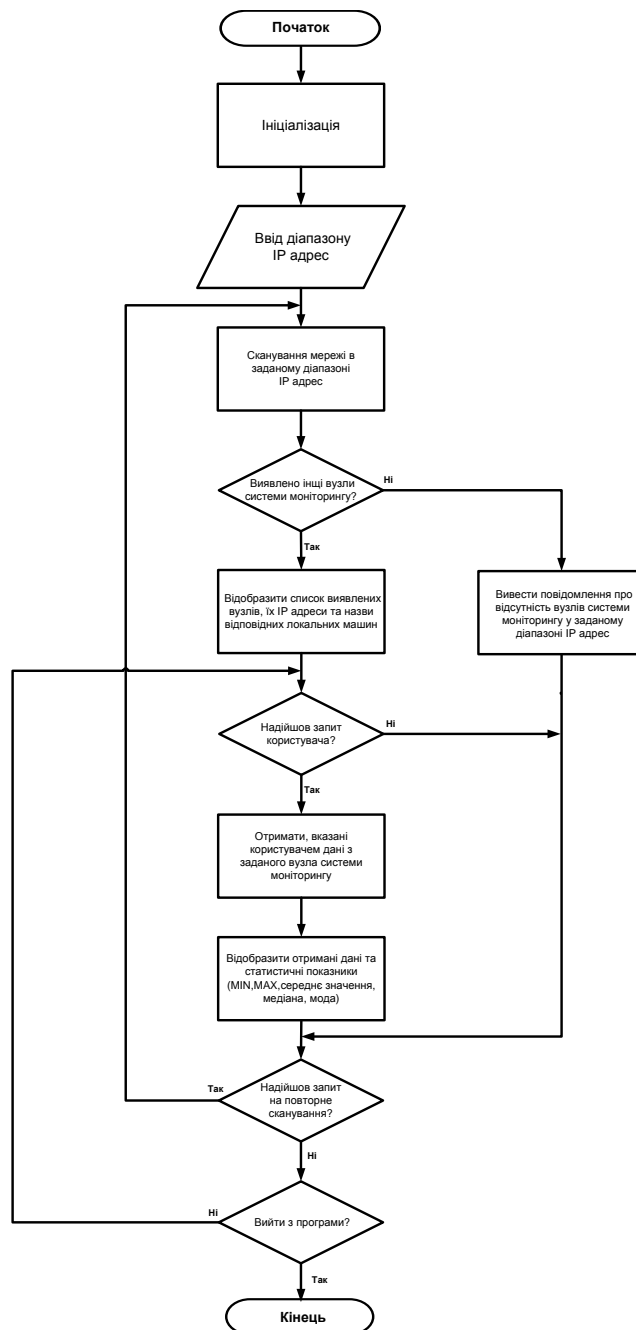 Початок
Ініціалізація
Ввід діапазону
IP адрес
Сканування мережі в
заданому діапазоні
IP адрес
Виявлено інщі вузли
системи моніторингу?
Ні
Так
Відобразити список виявлених
вузлів, їх IP адреси та назви
відповідних локальних машин
Вивести повідомлення про
відсутність вузлів системи
моніторингу у заданому
діапазоні IP адрес
Надійшов запит
користувача?
Ні
Так
Отримати, вказані
користувачем дані з
заданого вузла системи
моніторингу
Відобразити отримані дані та
статистичні показники
(MIN,MAX,середнє значення,
медіана, мода)
Надійшов запит
на повторне
сканування?
Так
Ні
Вийти з програми?
Ні
Так
Кінець